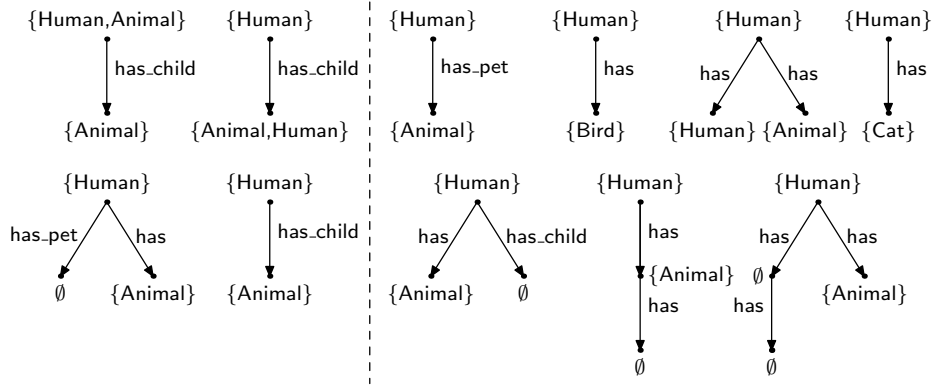 {Human,Animal} {Human} {Human} {Human} {Human} {Human}
has_child has_child has_pet has has has has
{Animal} {Animal,Human} {Animal} {Bird} {Human} {Animal} {Cat}
{Human} {Human} {Human} {Human} {Human}
has_pet has has_child has has_child has has has
∅ {Animal} {Animal} {Animal} ∅ {Animal} ∅ {Animal}
has has
∅ ∅